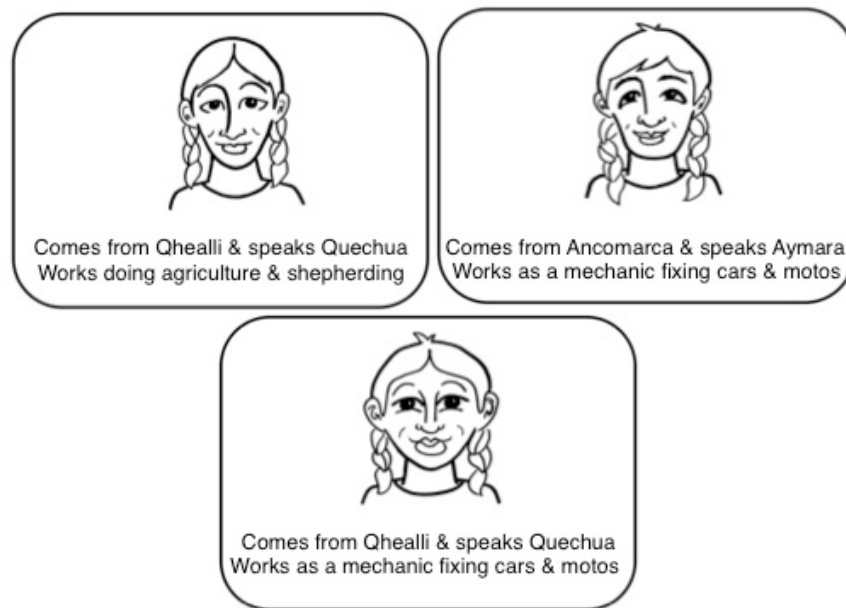 Comes from Qhealli & speaks Quechua
Works doing agriculture & shepherding
Comes from Ancomarca & speaks Aymara
Works as a mechanic fixing cars & motos
Comes from Qhealli & speaks Quechua
Works as a mechanic fixing cars & motos